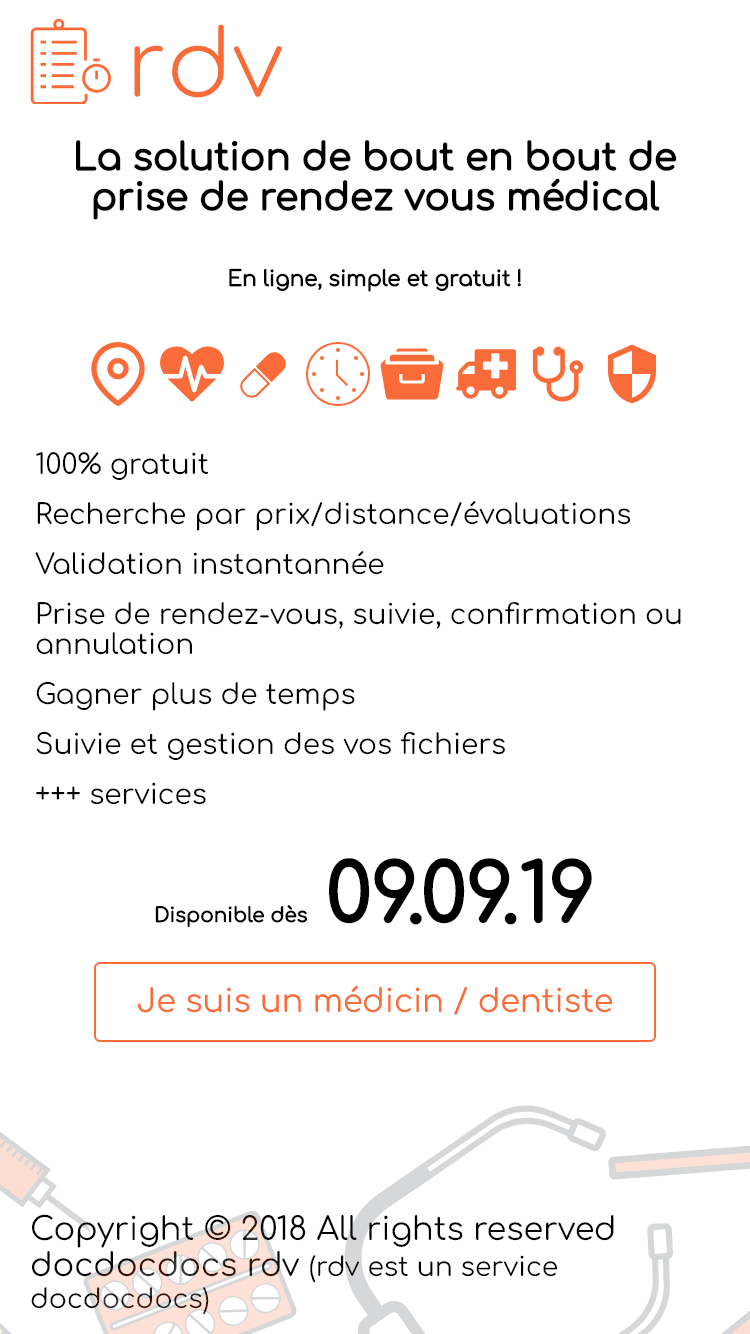 rdv
La solution de bout en bout de
prise de rendez vous médical
En ligne, simple et gratuit !
100% gratuit
Recherche par prix/distance/évaluations
Validation instantannée
Prise de rendez-vous, suivie, confirmation ou
annulation
Gagner plus de temps
Suivie et gestion des vos fichiers
+++ services
Disponible dès 09.09.19
Je suis un médicin / dentiste
Copyright © 2018 All rights reserved
docdocdocs rdv (rdv est un service
docdocdocs)